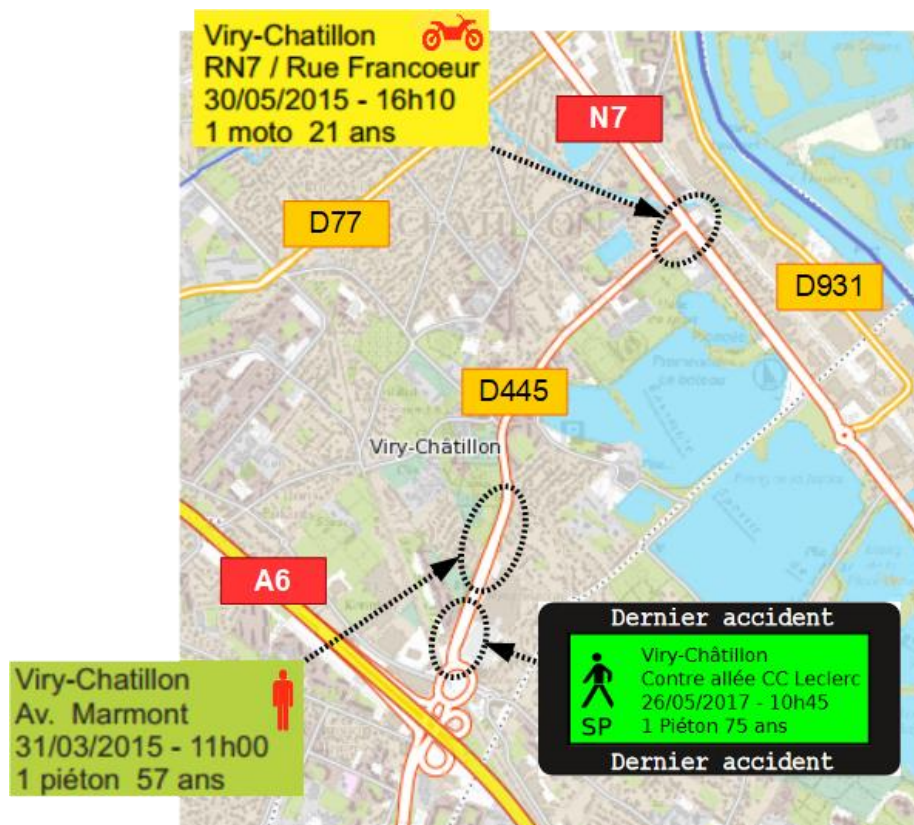 Viry-Chatillon
RN7 / Rue Francoeur
30/05/2015 - 16h10
1 moto 21 ans
N7
D77
D931
D445
Viry-Châtillon
A6
Dernier accident
Viry-Châtillon
Contre allée CC Leclerc
26/05/2017 - 10h45
SP
1 Piéton 75 ans
Dernier accident
Viry-Chatillon
Av. Marmont
31/03/2015 - 11h00
1 piéton 57 ans